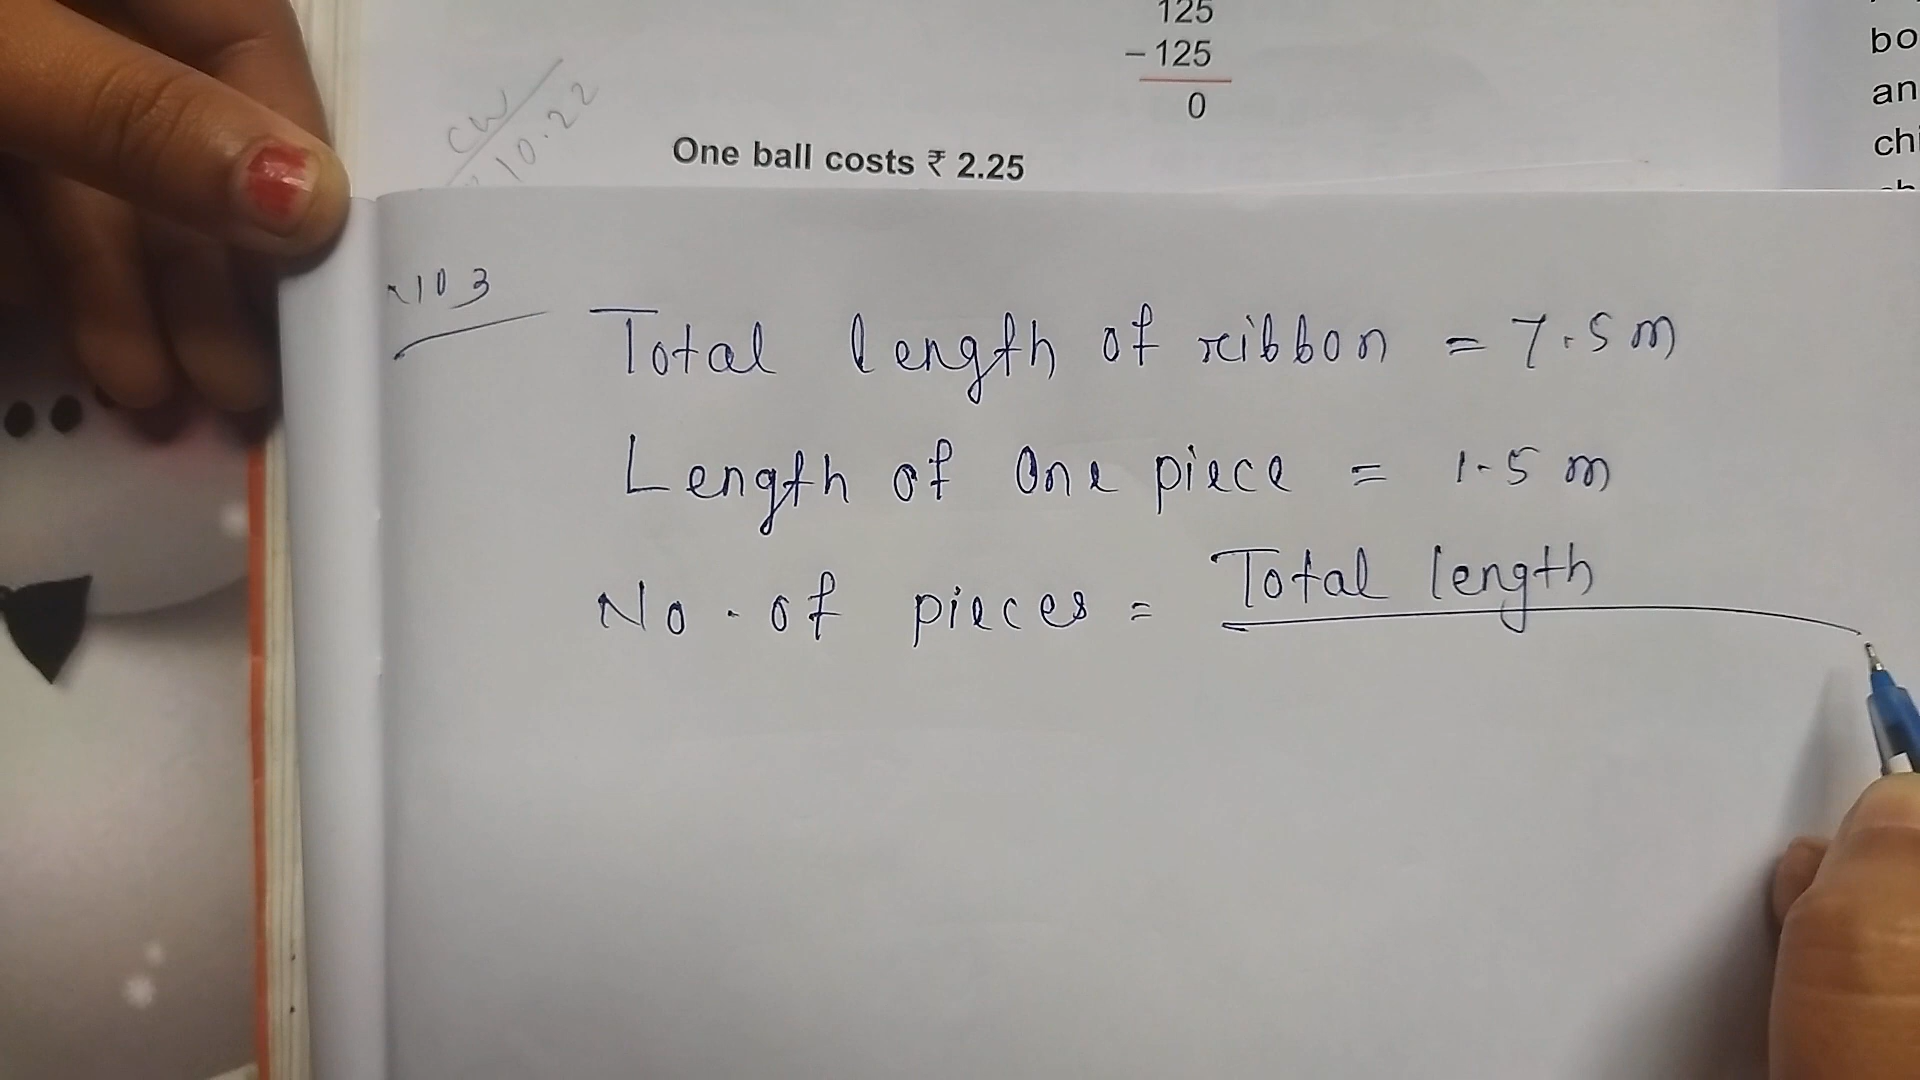 125
– 125
0
bo
an
chi
CW
10.22
One ball costs ₹ 2.25
103
Total length of ribbon = 7.5 m
Length of one piece = 1.5 m
No. of pieces = Total length